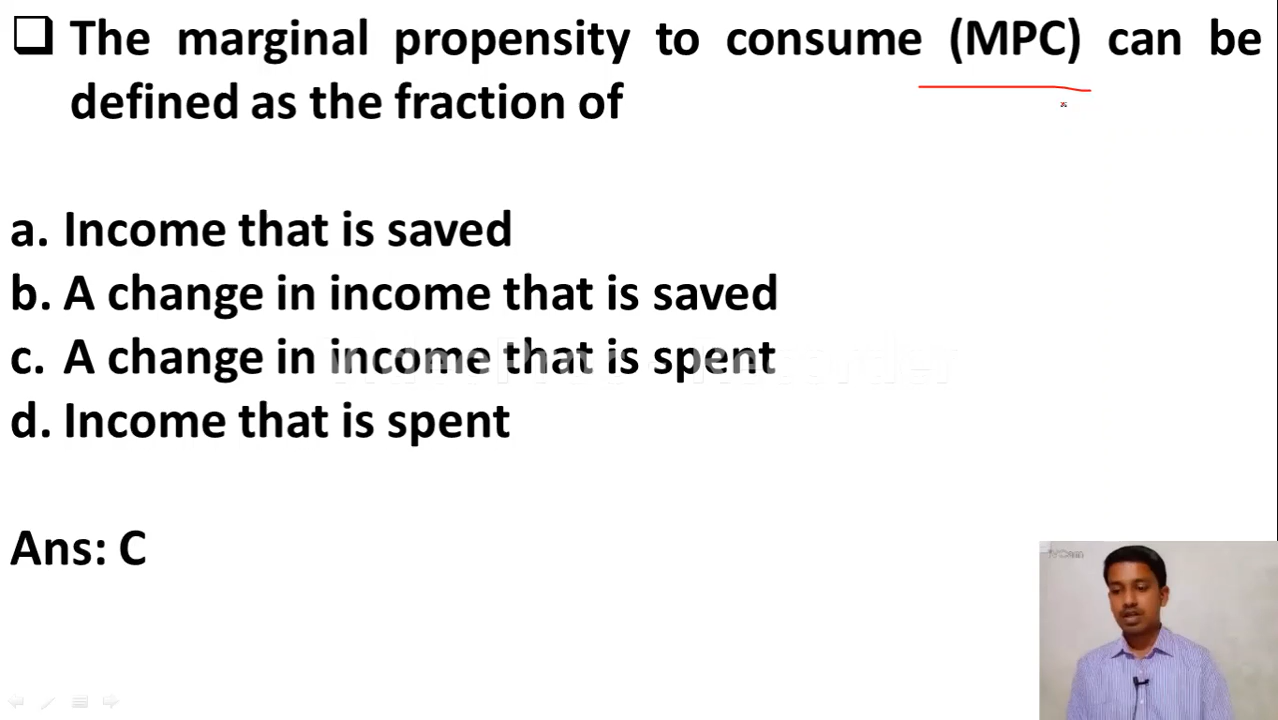 ❑ The marginal propensity to consume (MPC) can be
defined as the fraction of
a. Income that is saved
b. A change in income that is saved
c. A change in income that is spent
d. Income that is spent
Ans: C